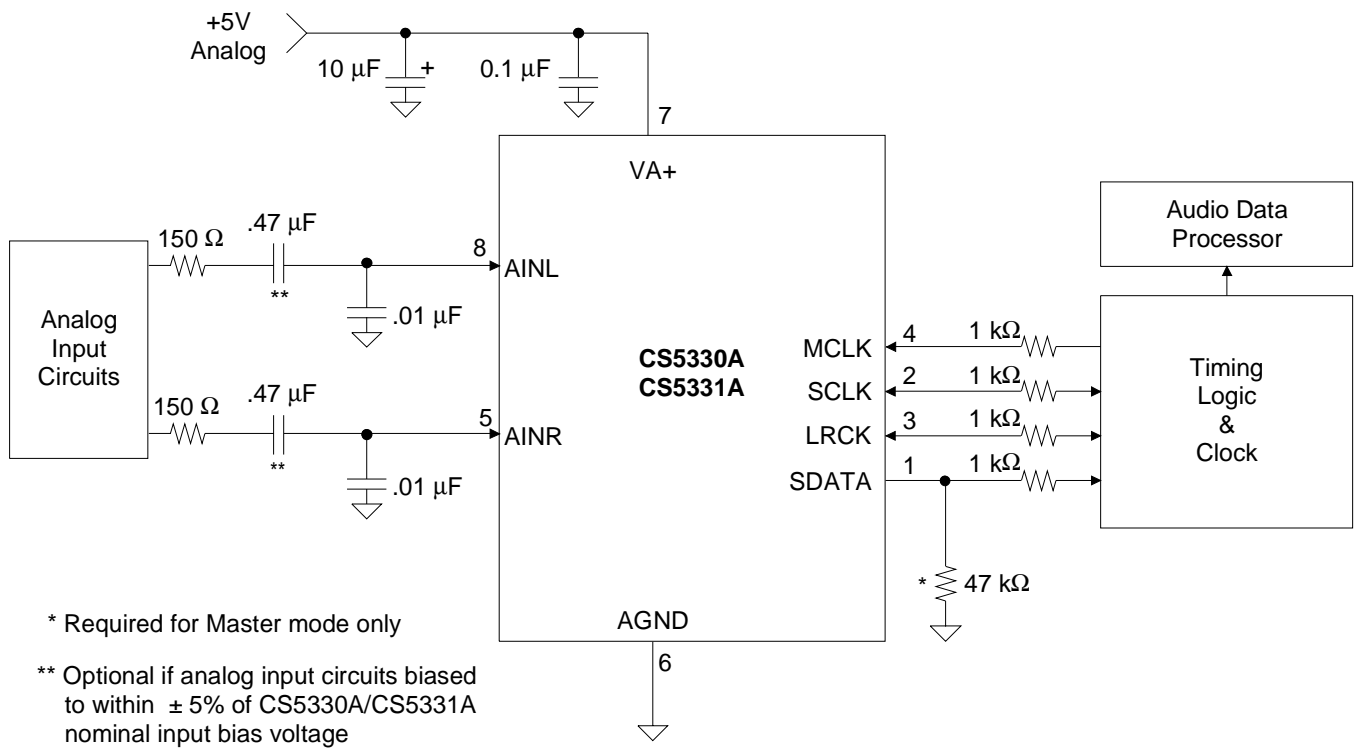 +5V
Analog
10 µF
+
0.1 µF
7
VA+
150 Ω
.47 µF
**
8
AINL
.01 µF
Analog
Input
Circuits
150 Ω
.47 µF
**
5
AINR
.01 µF
CS5330A
CS5331A
MCLK
4
1 kΩ
SCLK
2
1 kΩ
LRCK
3
1 kΩ
SDATA
1
1 kΩ
Audio Data
Processor
Timing
Logic
&
Clock
* 47 kΩ
AGND
6
* Required for Master mode only
** Optional if analog input circuits biased
to within ± 5% of CS5330A/CS5331A
nominal input bias voltage